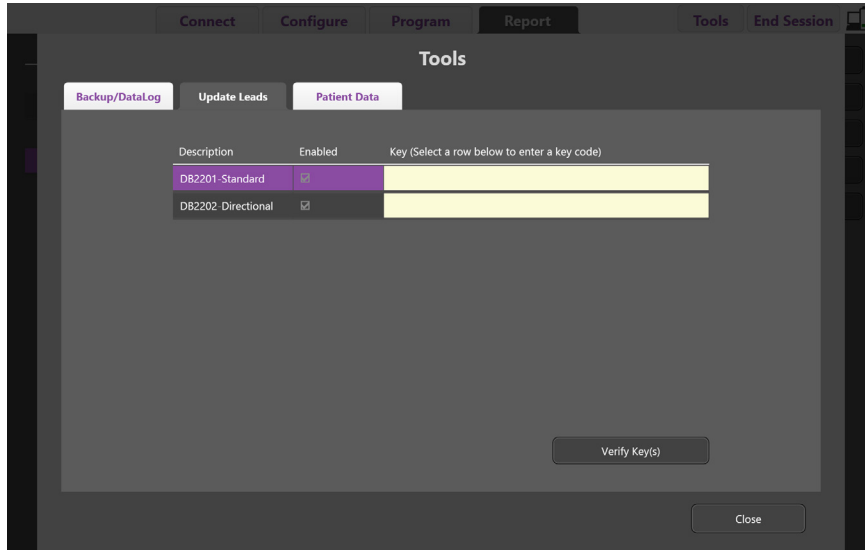 Connect Configure Program Report Tools End Session
Tools
Backup/DataLog Update Leads Patient Data
Description Enabled Key (Select a row below to enter a key code)
DB2201-Standard
DB2202-Directional
Verify Key(s)
Close